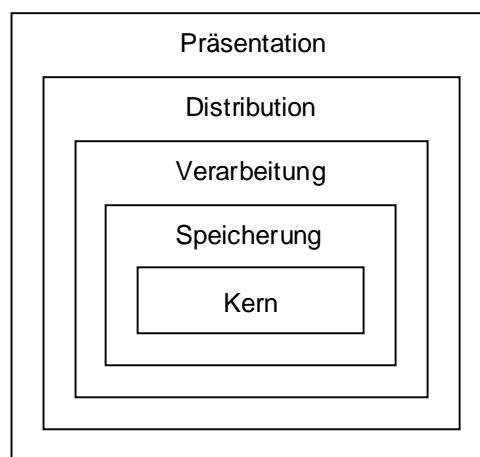 Präsentation
Distribution
Verarbeitung
Speicherung
Kern